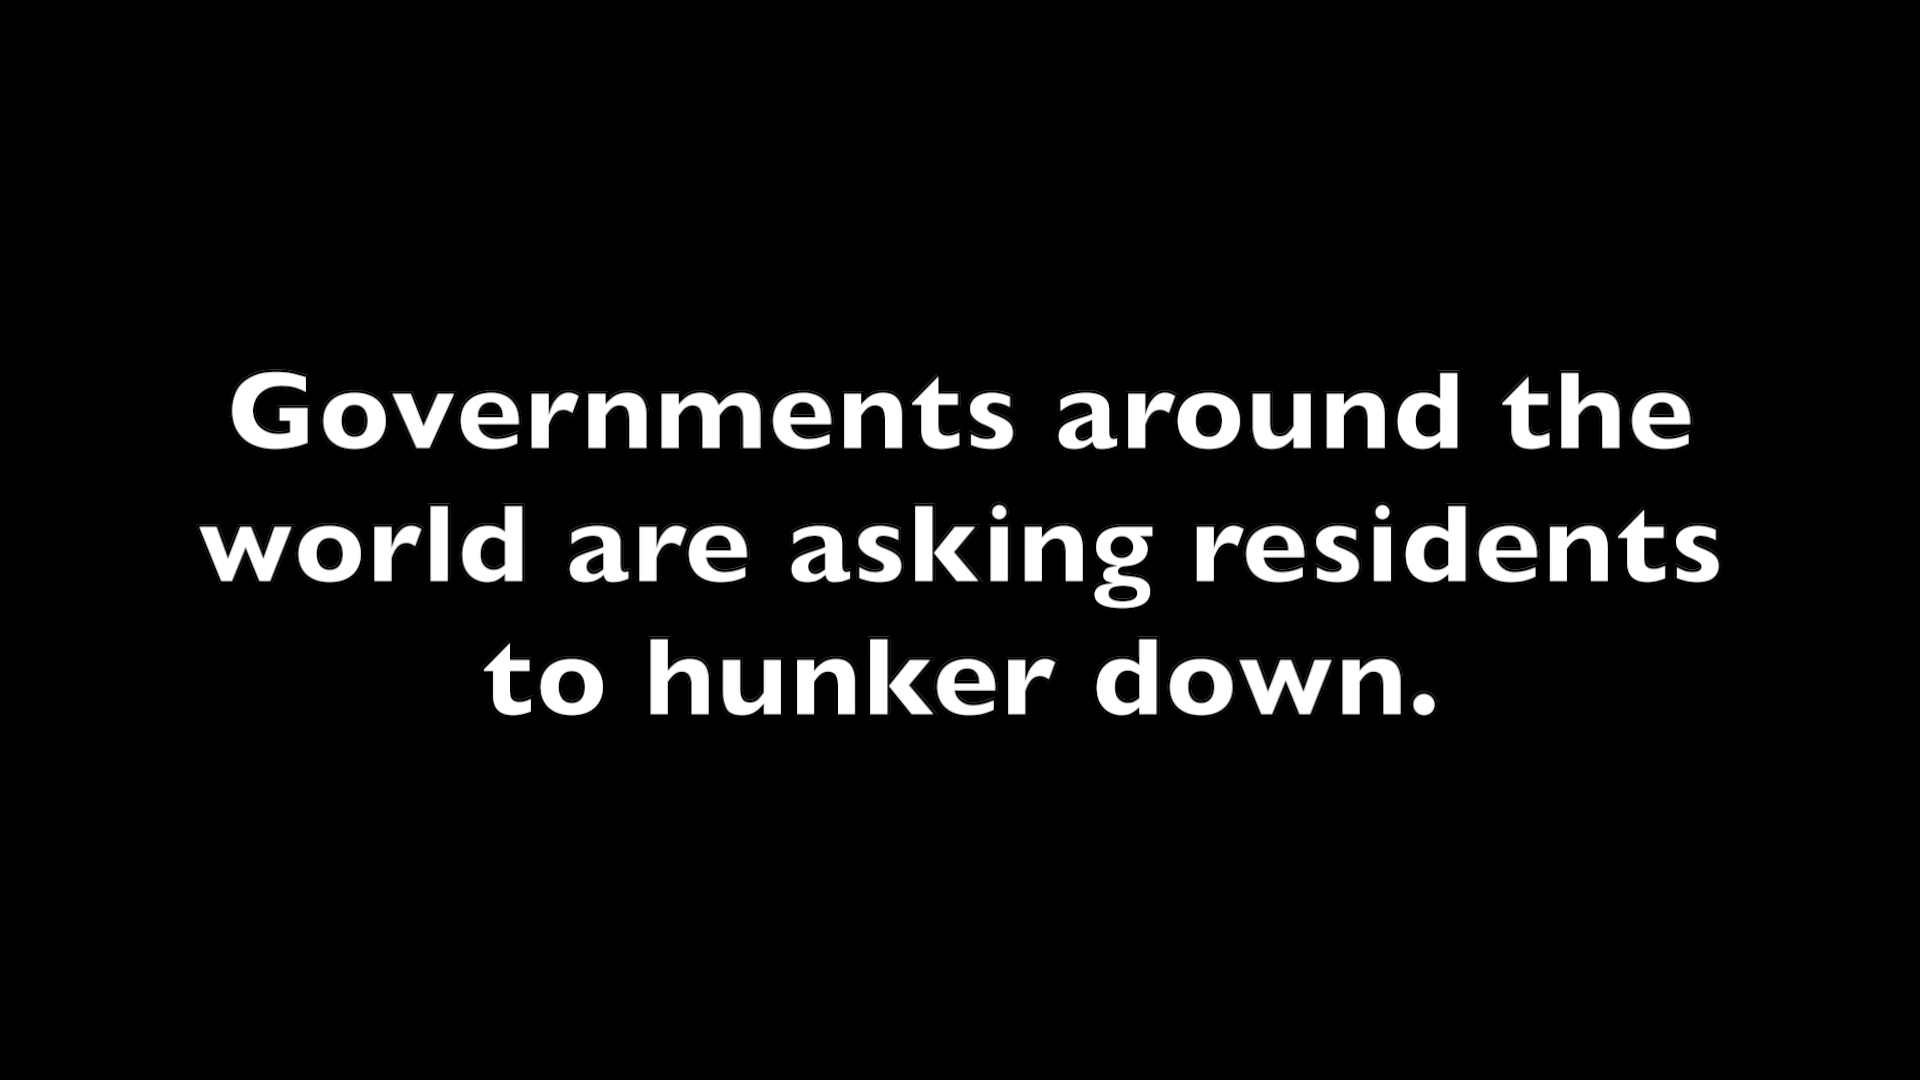 Governments around the
world are asking residents
to hunker down.